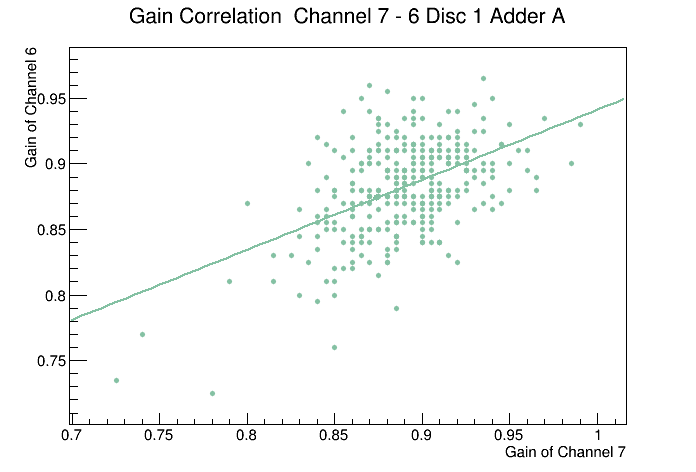 Gain Correlation Channel 7 - 6 Disc 1 Adder A
Gain of Channel 6
0.95
0.9
0.85
0.8
0.75
0.7 0.75 0.8 0.85 0.9 0.95 1
Gain of Channel 7